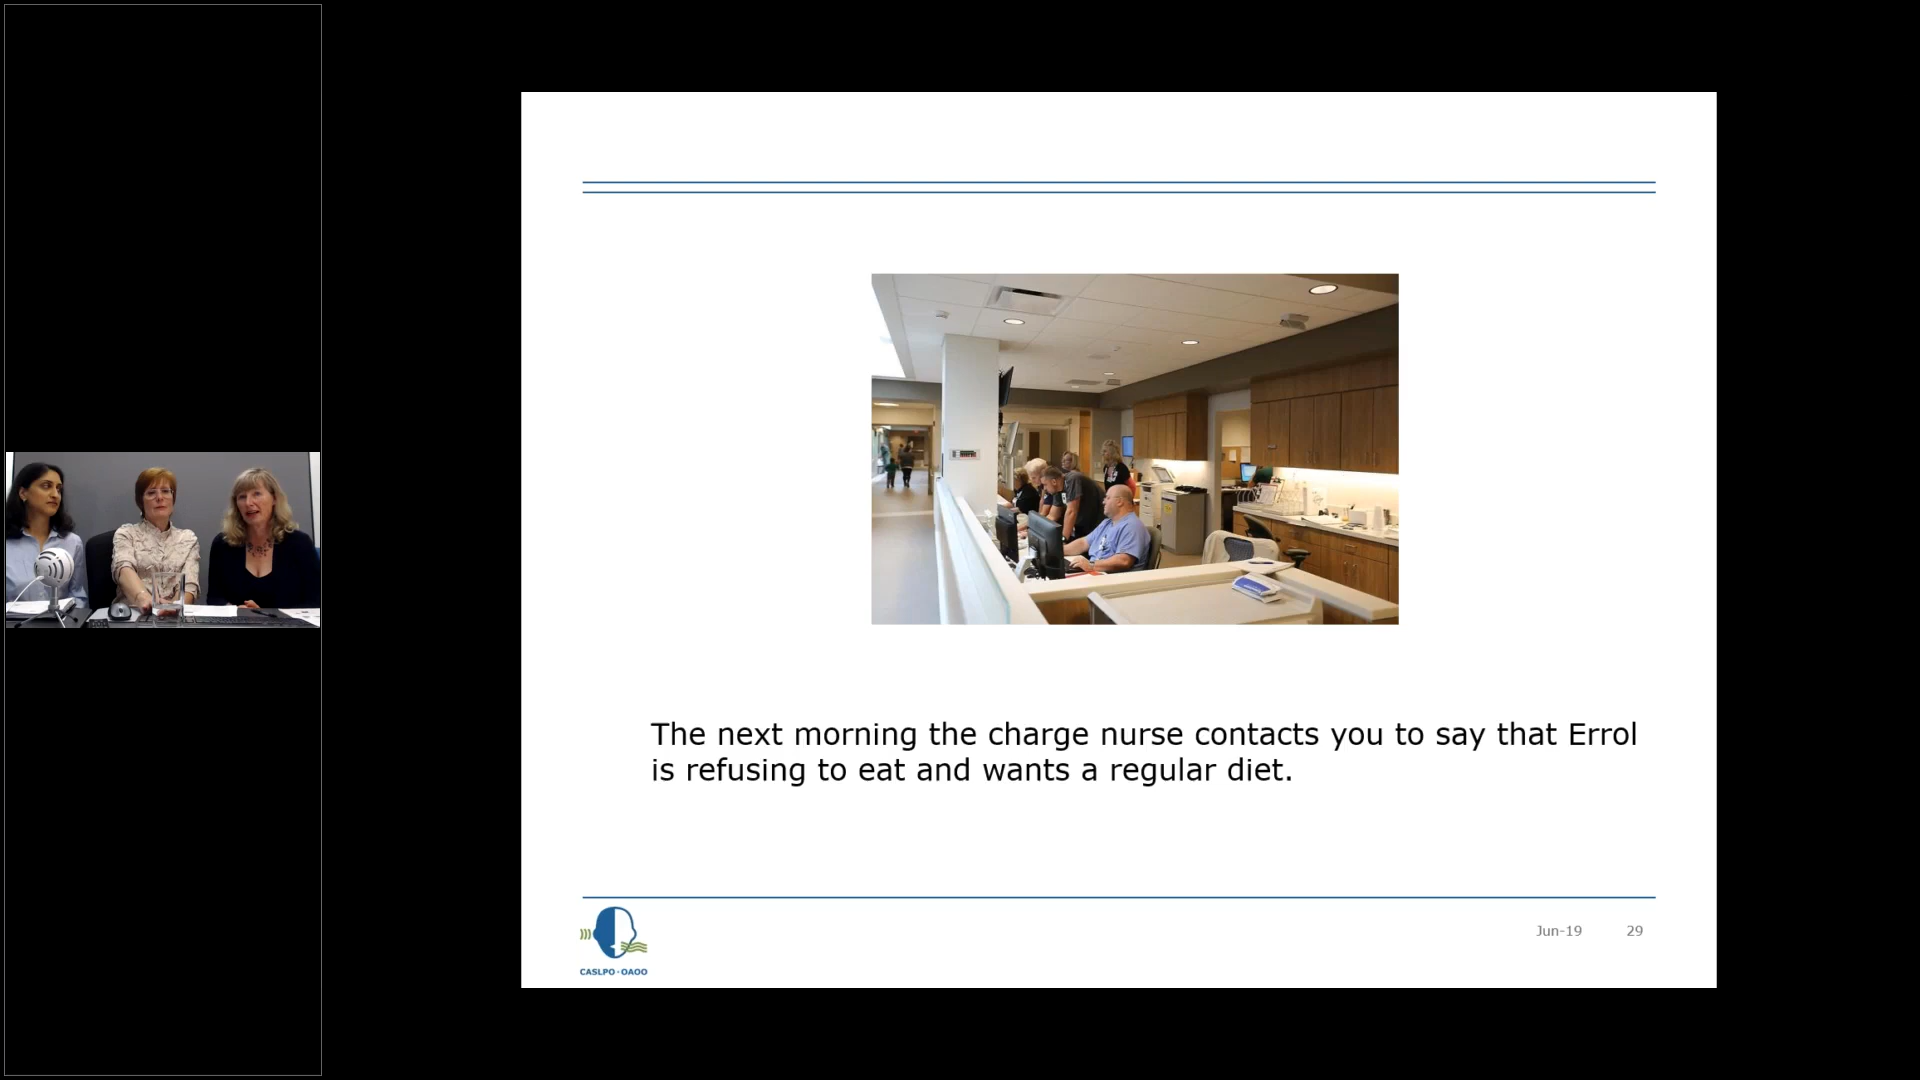 The next morning the charge nurse contacts you to say that Errol
is refusing to eat and wants a regular diet.
CASLPO·OAOO
Jun-19 29